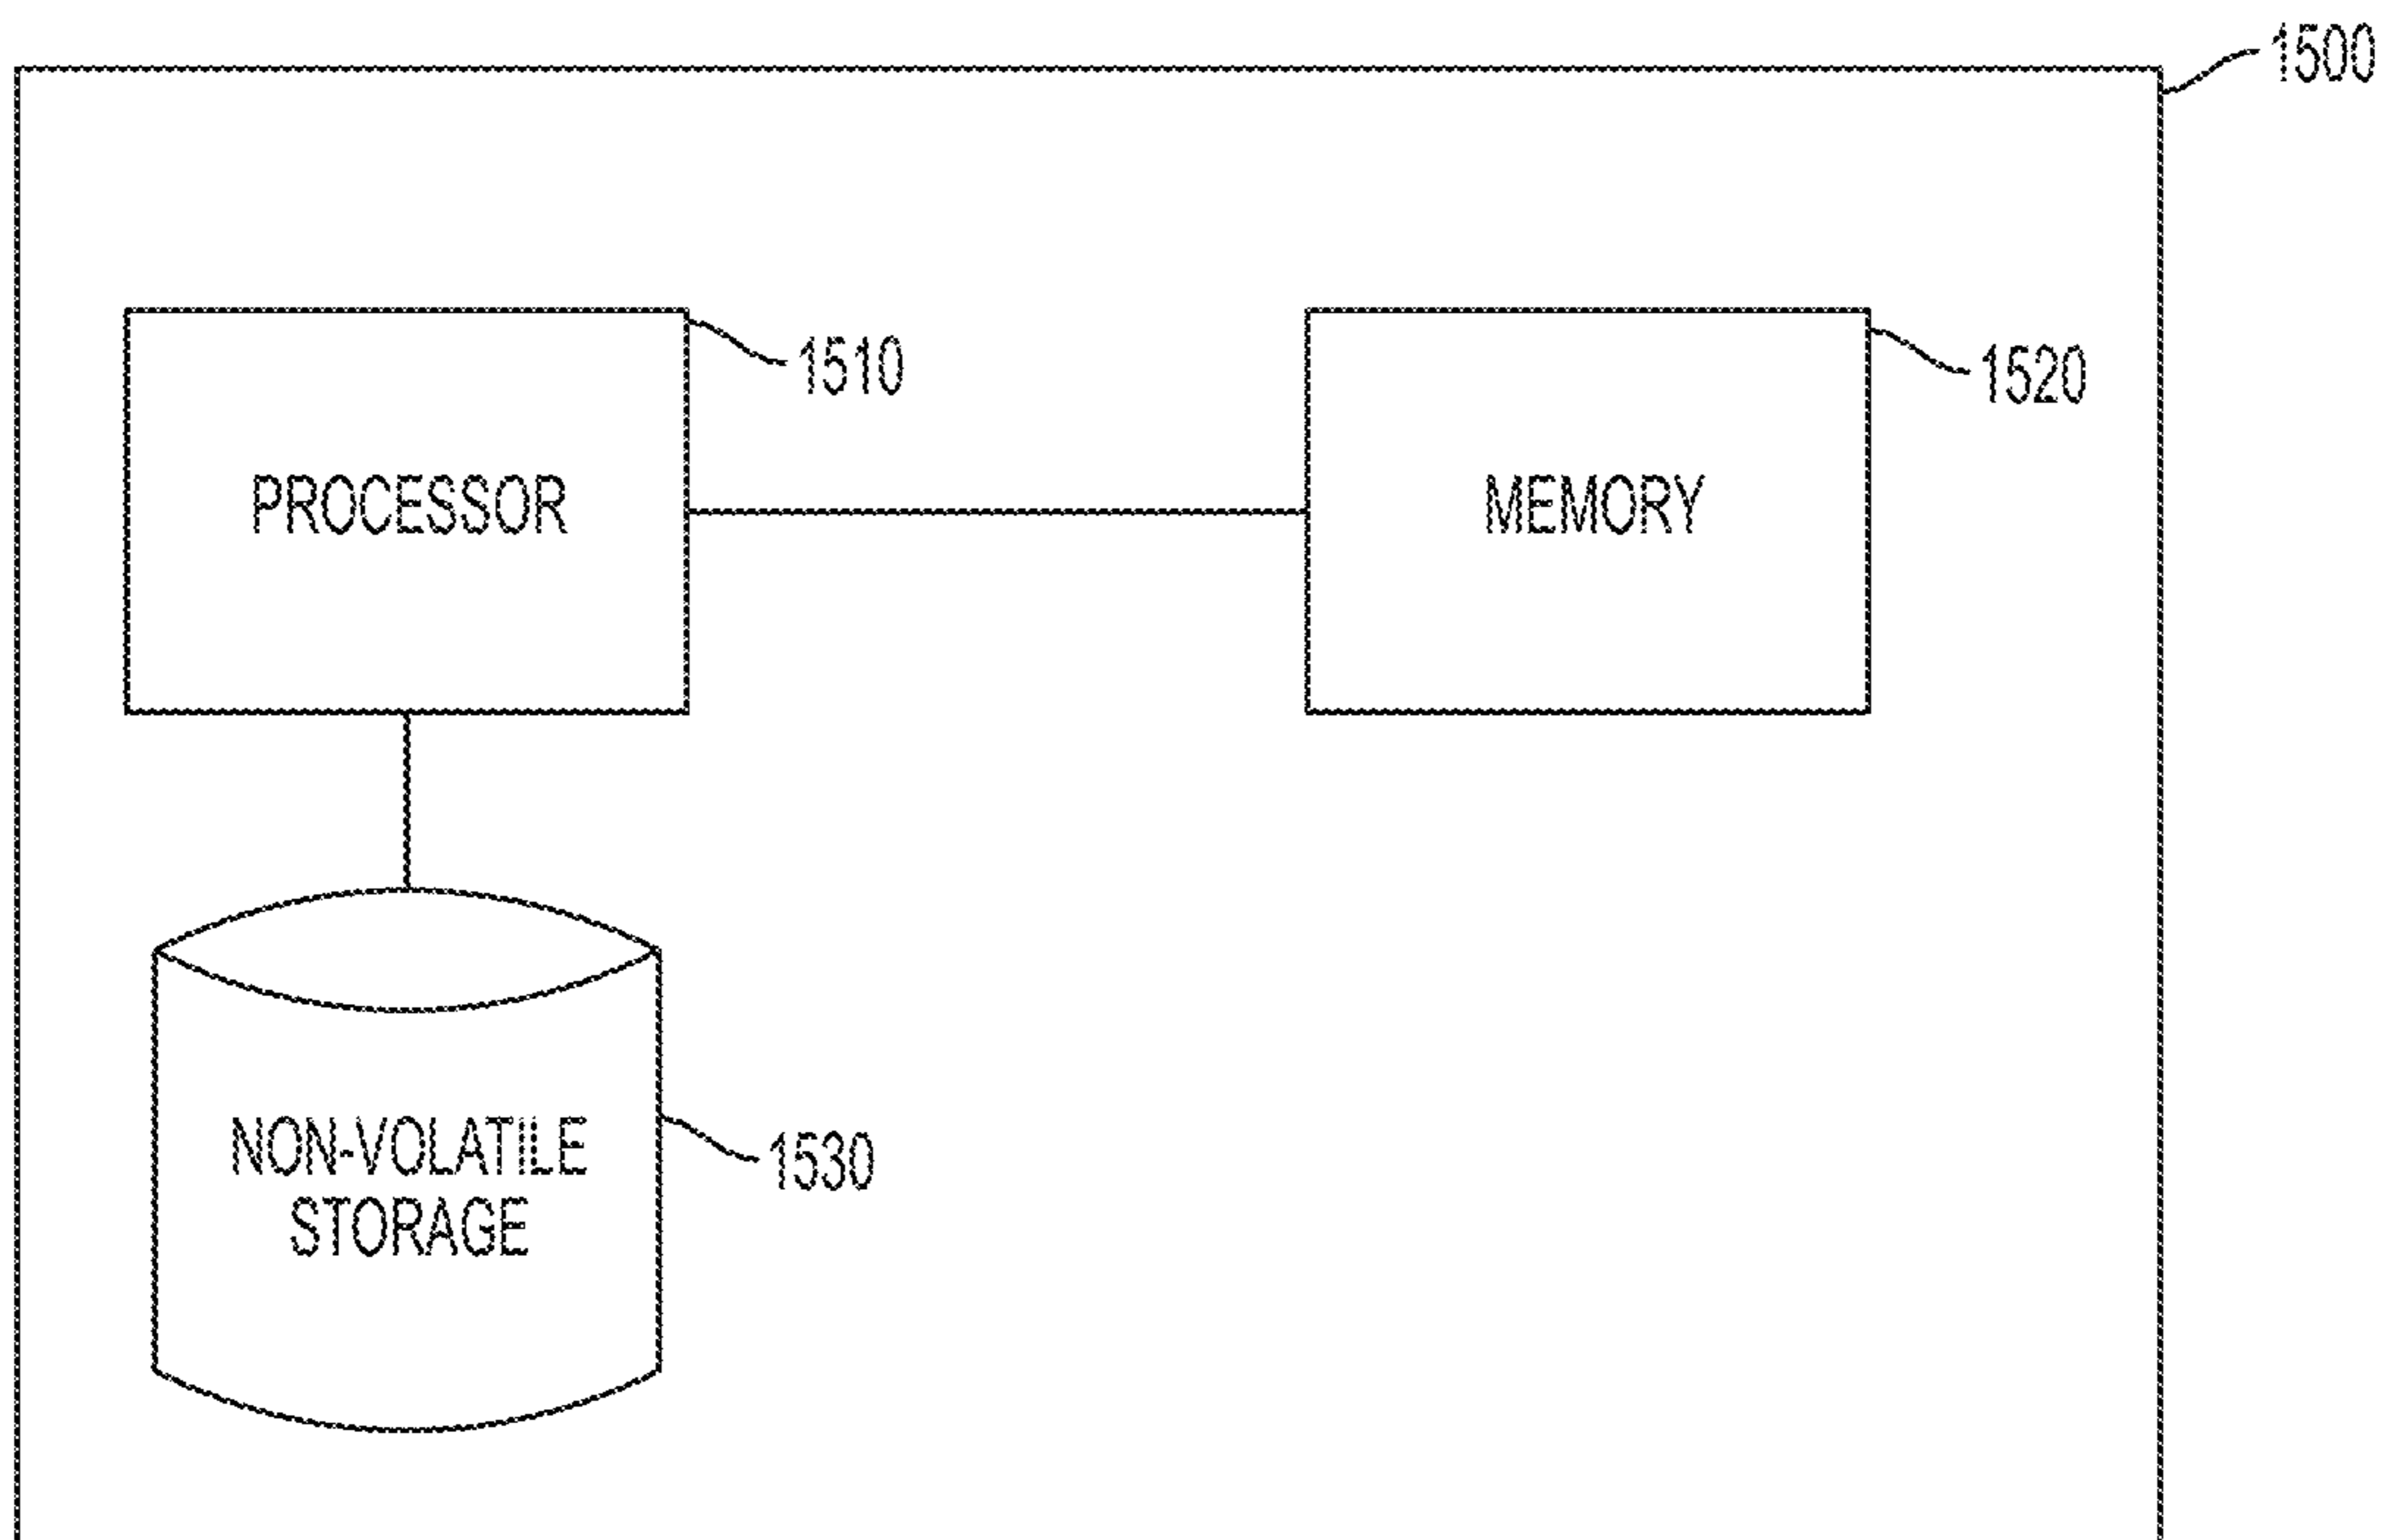 1500
1510
1520
PROCESSOR
MEMORY
NON-VOLATILE
STORAGE
1530